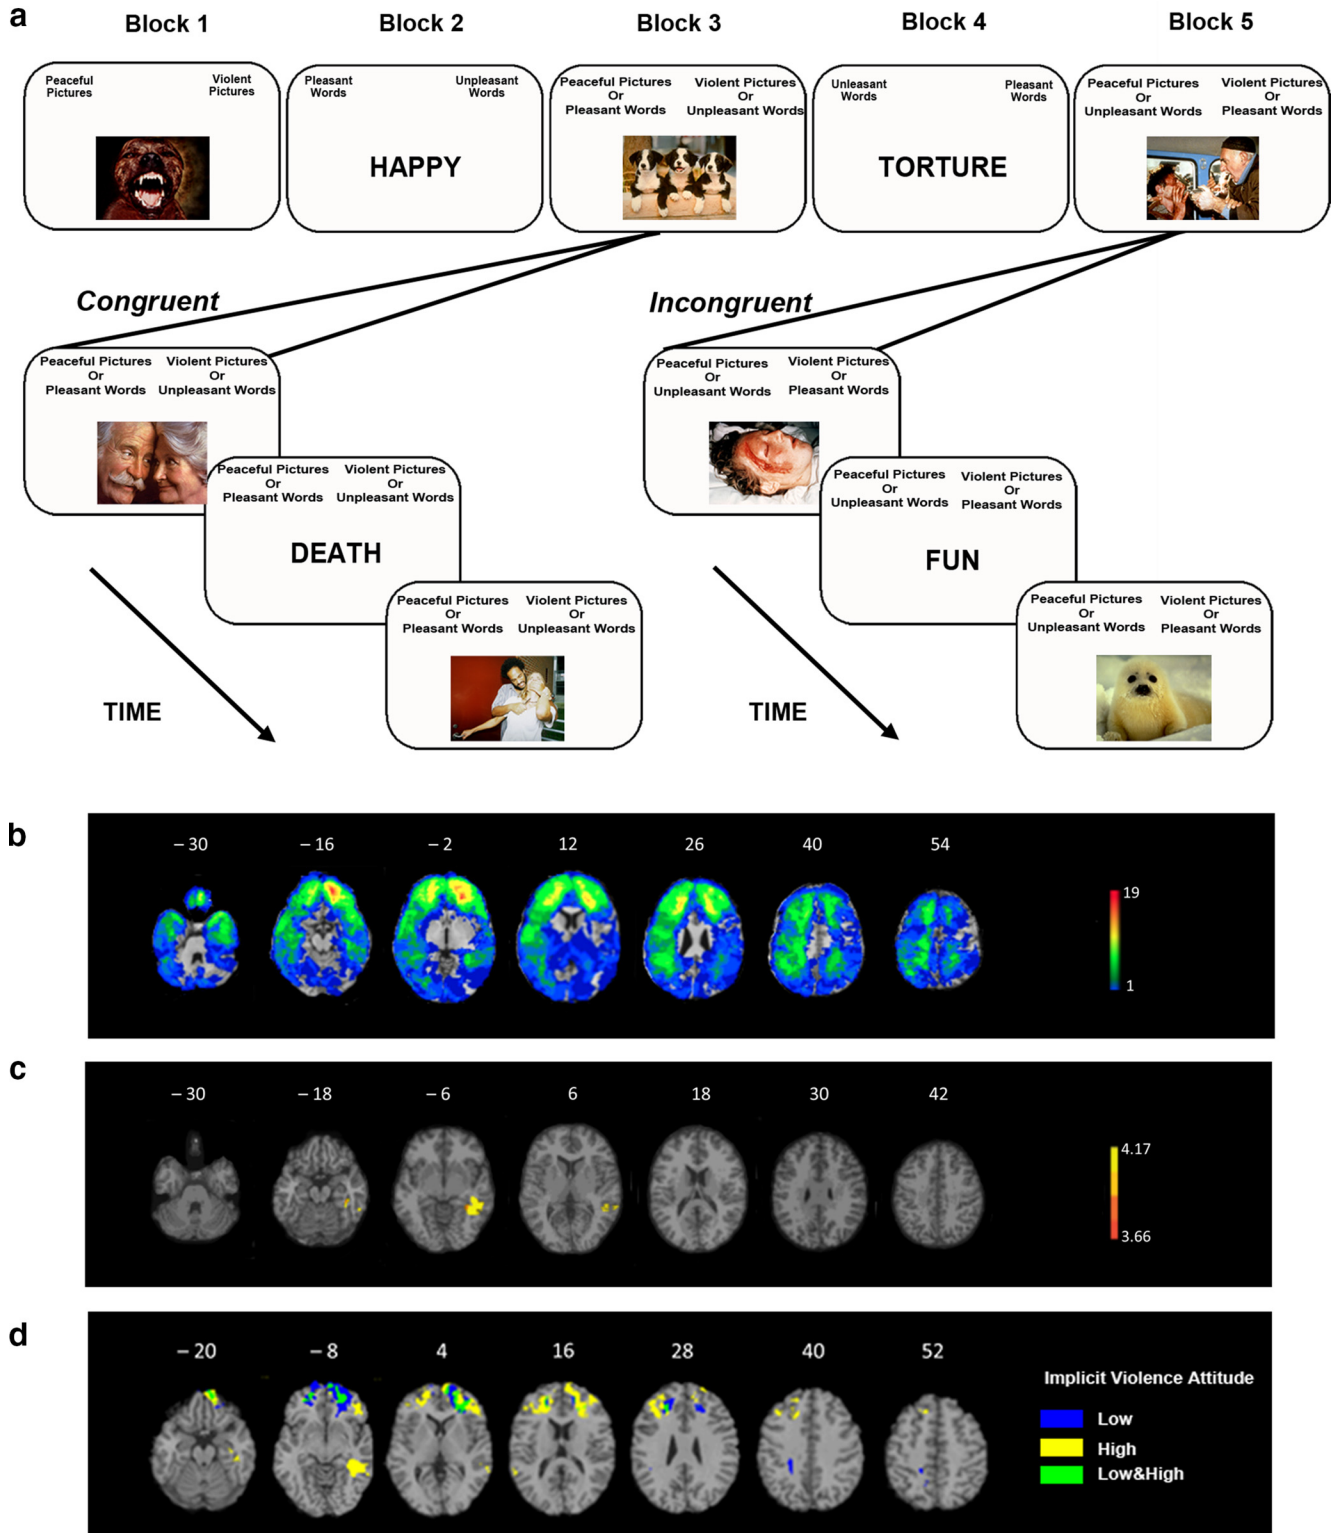 a
Block 1
Block 2
Block 3
Block 4
Block 5
Peaceful
Pictures
Violent
Pictures
Pleasant
Words
HAPPY
Unpleasant
Words
Peaceful Pictures
Or
Pleasant Words
Violent Pictures
Or
Unpleasant Words
Unleasant
Words
TORTURE
Pleasant
Words
Peaceful Pictures
Or
Unpleasant Words
Violent Pictures
Or
Pleasant Words
Congruent
Peaceful Pictures
Or
Pleasant Words
Violent Pictures
Or
Unpleasant Words
Peaceful Pictures
Or
Pleasant Words
Violent Pictures
Or
Unpleasant Words
DEATH
Peaceful Pictures
Or
Pleasant Words
Violent Pictures
Or
Unpleasant Words
TIME
Incongruent
Peaceful Pictures
Or
Unpleasant Words
Violent Pictures
Or
Pleasant Words
Peaceful Pictures
Or
Unpleasant Words
Violent Pictures
Or
Pleasant Words
FUN
Peaceful Pictures
Or
Unpleasant Words
Violent Pictures
Or
Pleasant Words
TIME
b
– 30 – 16 – 2 12 26 40 54
19
1
c
– 30 – 18 – 6 6 18 30 42
4.17
3.66
d
– 20 – 8 4 16 28 40 52
Implicit Violence Attitude
Low
High
Low&High